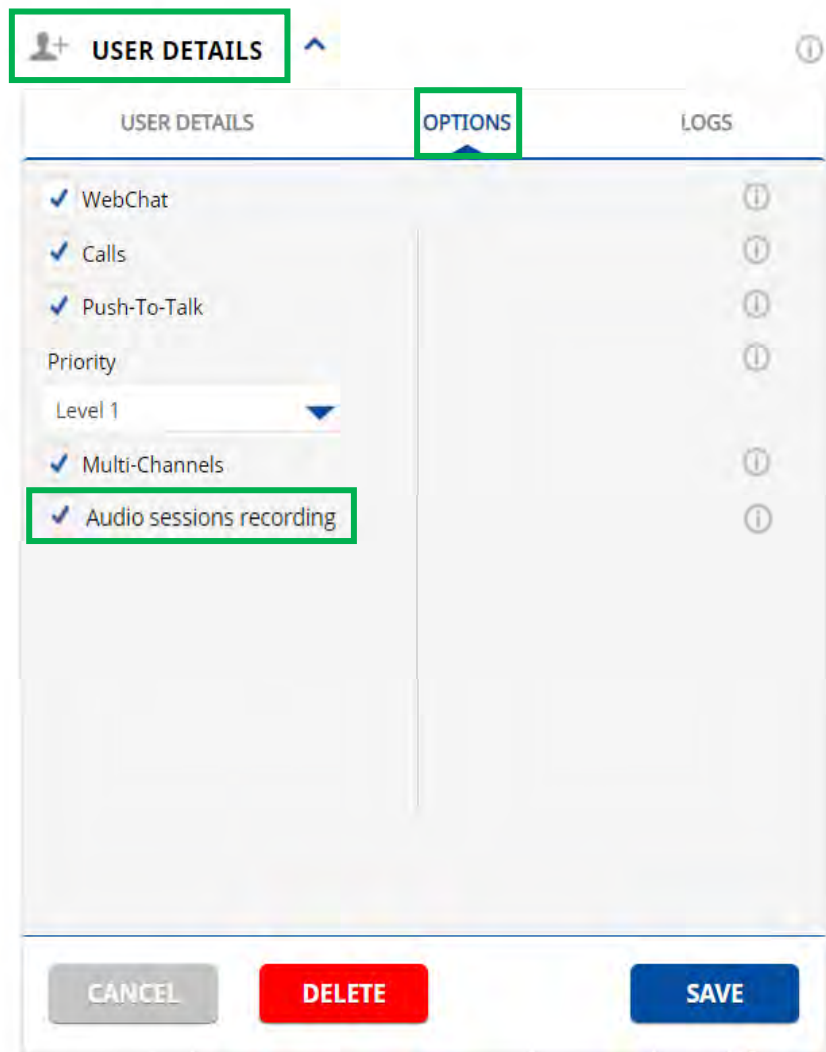 USER DETAILS
USER DETAILS OPTIONS LOGS
WebChat
Calls
Push-To-Talk
Priority
Level 1
Multi-Channels
Audio sessions recording
CANCEL DELETE SAVE